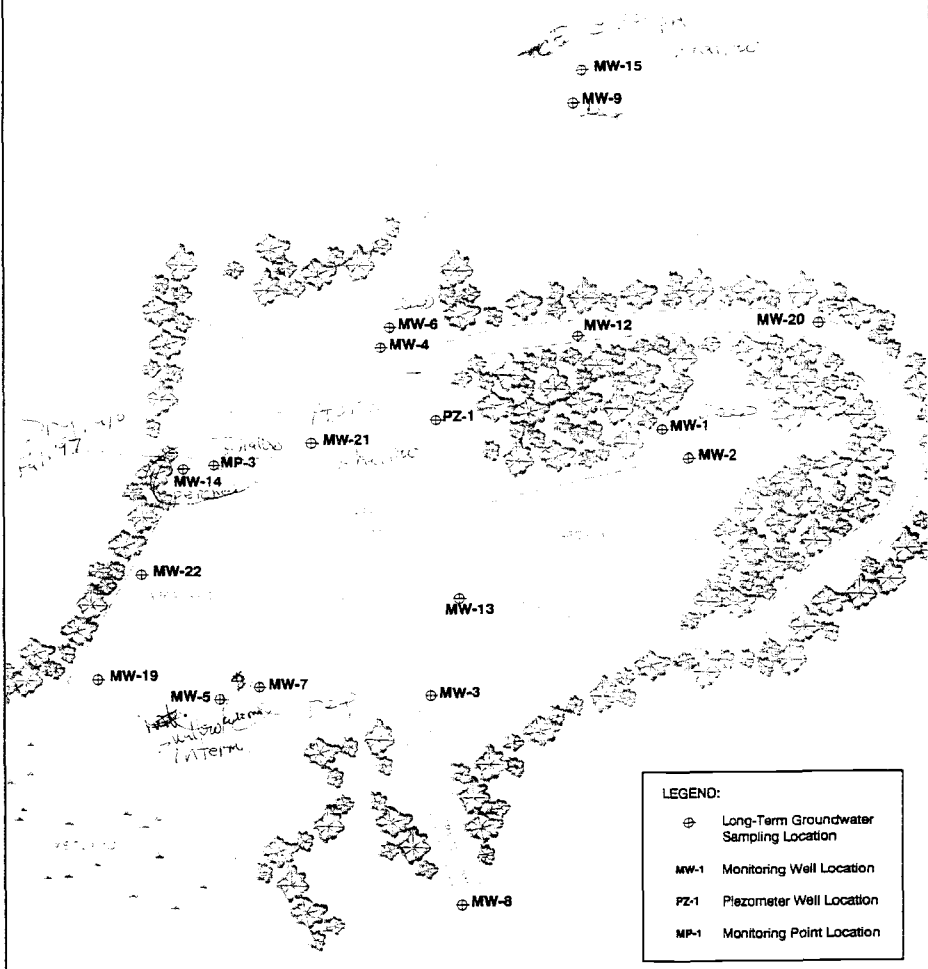 MW-15
MW-9
MW-6
MW-4
MW-12
MW-20
PZ-1
MW-1
MW-21
MP-3
MW-2
MW-14
MW-22
MW-13
MW-19
MW-7
MW-5
MW-3
Interm
MW-8
LEGEND:
Long-Term Groundwater
Sampling Location
MW-1 Monitoring Well Location
PZ-1 Piezometer Well Location
MP-1 Monitoring Point Location